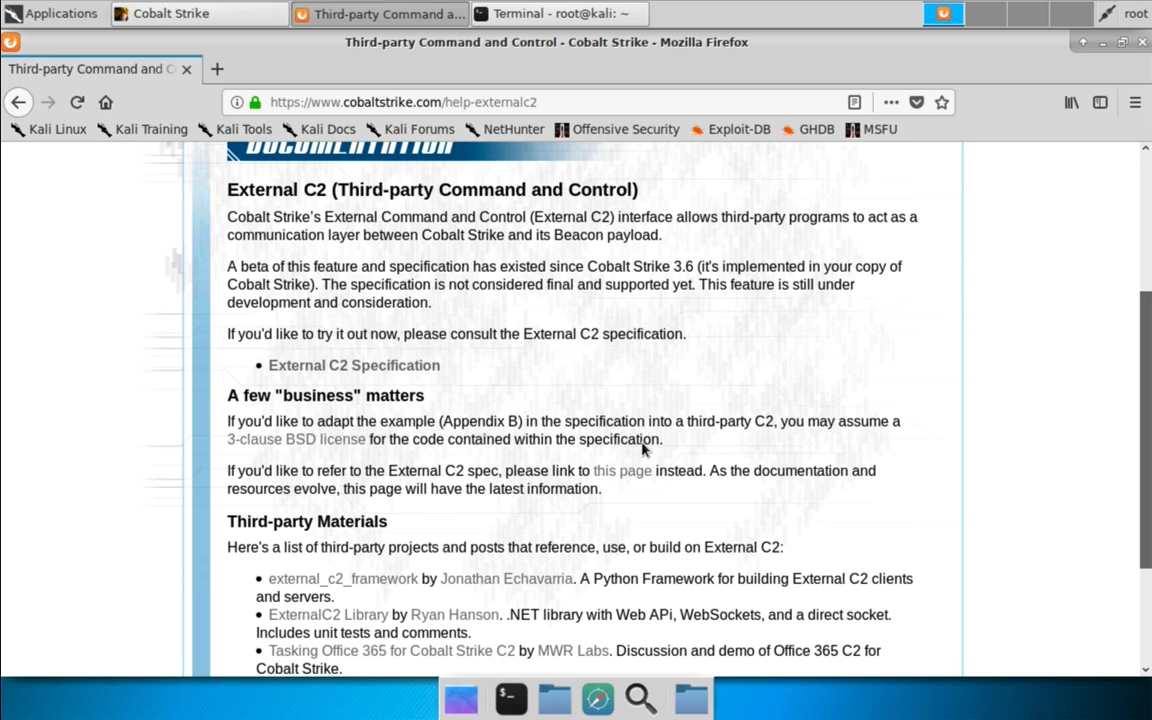 Applications
Cobalt Strike
Third-party Command a...
Terminal - root@kali: ~
root
Third-party Command and Control - Cobalt Strike - Mozilla Firefox
Third-party Command and C
https://www.cobaltstrike.com/help-externalc2
Kali Linux
Kali Training
Kali Tools
Kali Docs
Kali Forums
NetHunter
Offensive Security
Exploit-DB
GHDB
MSFU
DOCUMENTATION
External C2 (Third-party Command and Control)
Cobalt Strike's External Command and Control (External C2) interface allows third-party programs to act as a
communication layer between Cobalt Strike and its Beacon payload.
A beta of this feature and specification has existed since Cobalt Strike 3.6 (it's implemented in your copy of
Cobalt Strike). The specification is not considered final and supported yet. This feature is still under
development and consideration.
If you'd like to try it out now, please consult the External C2 specification.
• External C2 Specification
A few "business" matters
If you'd like to adapt the example (Appendix B) in the specification into a third-party C2, you may assume a
3-clause BSD license for the code contained within the specification.
If you'd like to refer to the External C2 spec, please link to this page instead. As the documentation and
resources evolve, this page will have the latest information.
Third-party Materials
Here's a list of third-party projects and posts that reference, use, or build on External C2:
• external_c2_framework by Jonathan Echavarria. A Python Framework for building External C2 clients
and servers.
• ExternalC2 Library by Ryan Hanson. .NET library with Web APi, WebSockets, and a direct socket.
Includes unit tests and comments.
• Tasking Office 365 for Cobalt Strike C2 by MWR Labs. Discussion and demo of Office 365 C2 for
Cobalt Strike.